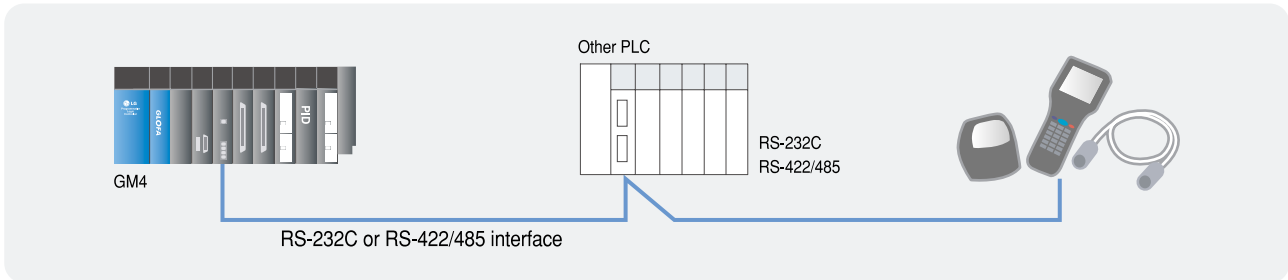 Other PLC
LG
GLOFA
PID
RS-232C
RS-422/485
GM4
RS-232C or RS-422/485 interface